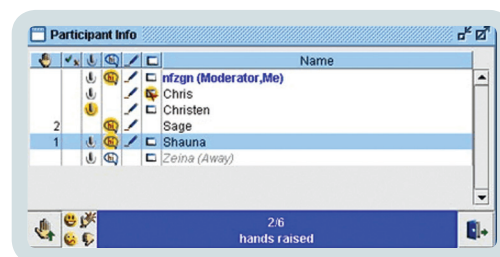 Participant Info
Name
nfzgn (Moderator,Me)
Chris
Christen
2 Sage
1 Shauna
Zeina (Away)
2/6
hands raised